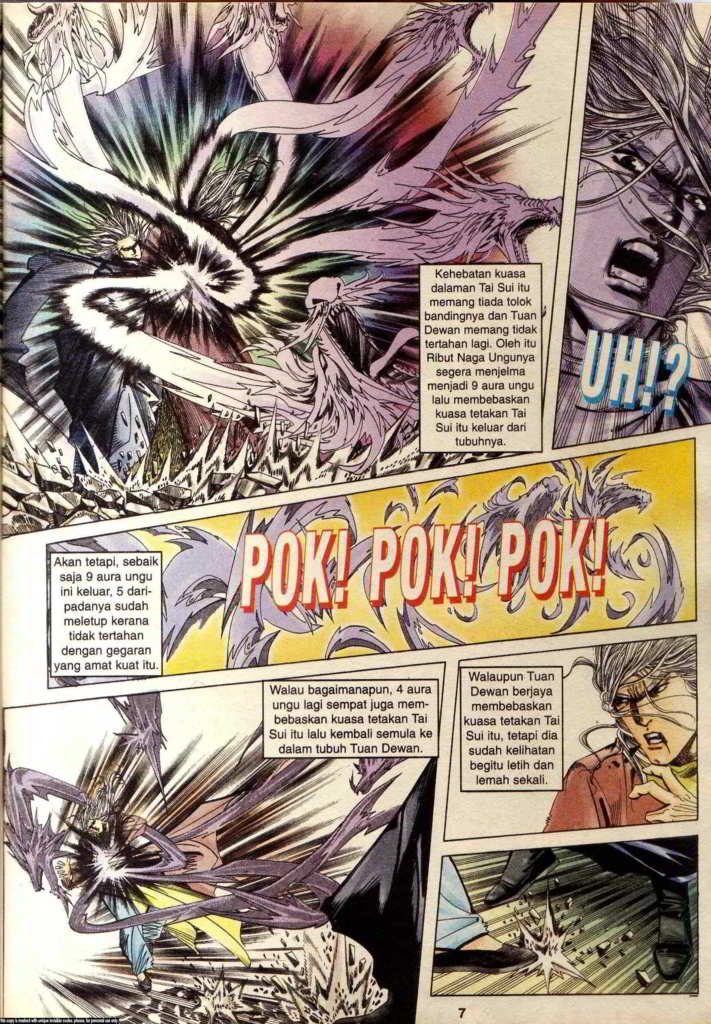 Kehebatan kuasa
dalaman Tai Sui itu
memang tiada tolok
bandingnya dan Tuan
Dewan memang tidak
tertahan lagi. Oleh itu
Ribut Naga Ungunya
segera menjelma
menjadi 9 aura ungu
lalu membebaskan
kuasa tetakan Tai
Sui itu keluar dari
tubuhnya.
UH!?
Akan tetapi, sebaik
saja 9 aura ungu
ini keluar, 5 dari-
padanya sudah
meletup kerana
tidak tertahan
dengan gegaran
yang amat kuat itu.
POK! POK! POK!
Walau bagaimanapun, 4 aura
ungu lagi sempat juga mem-
bebaskan kuasa tetakan Tai
Sui itu lalu kembali semula ke
dalam tubuh Tuan Dewan.
Walaupun Tuan
Dewan berjaya
membebaskan
kuasa tetakan Tai
Sui itu, tetapi dia
sudah kelihatan
begitu letih dan
lemah sekali.
7